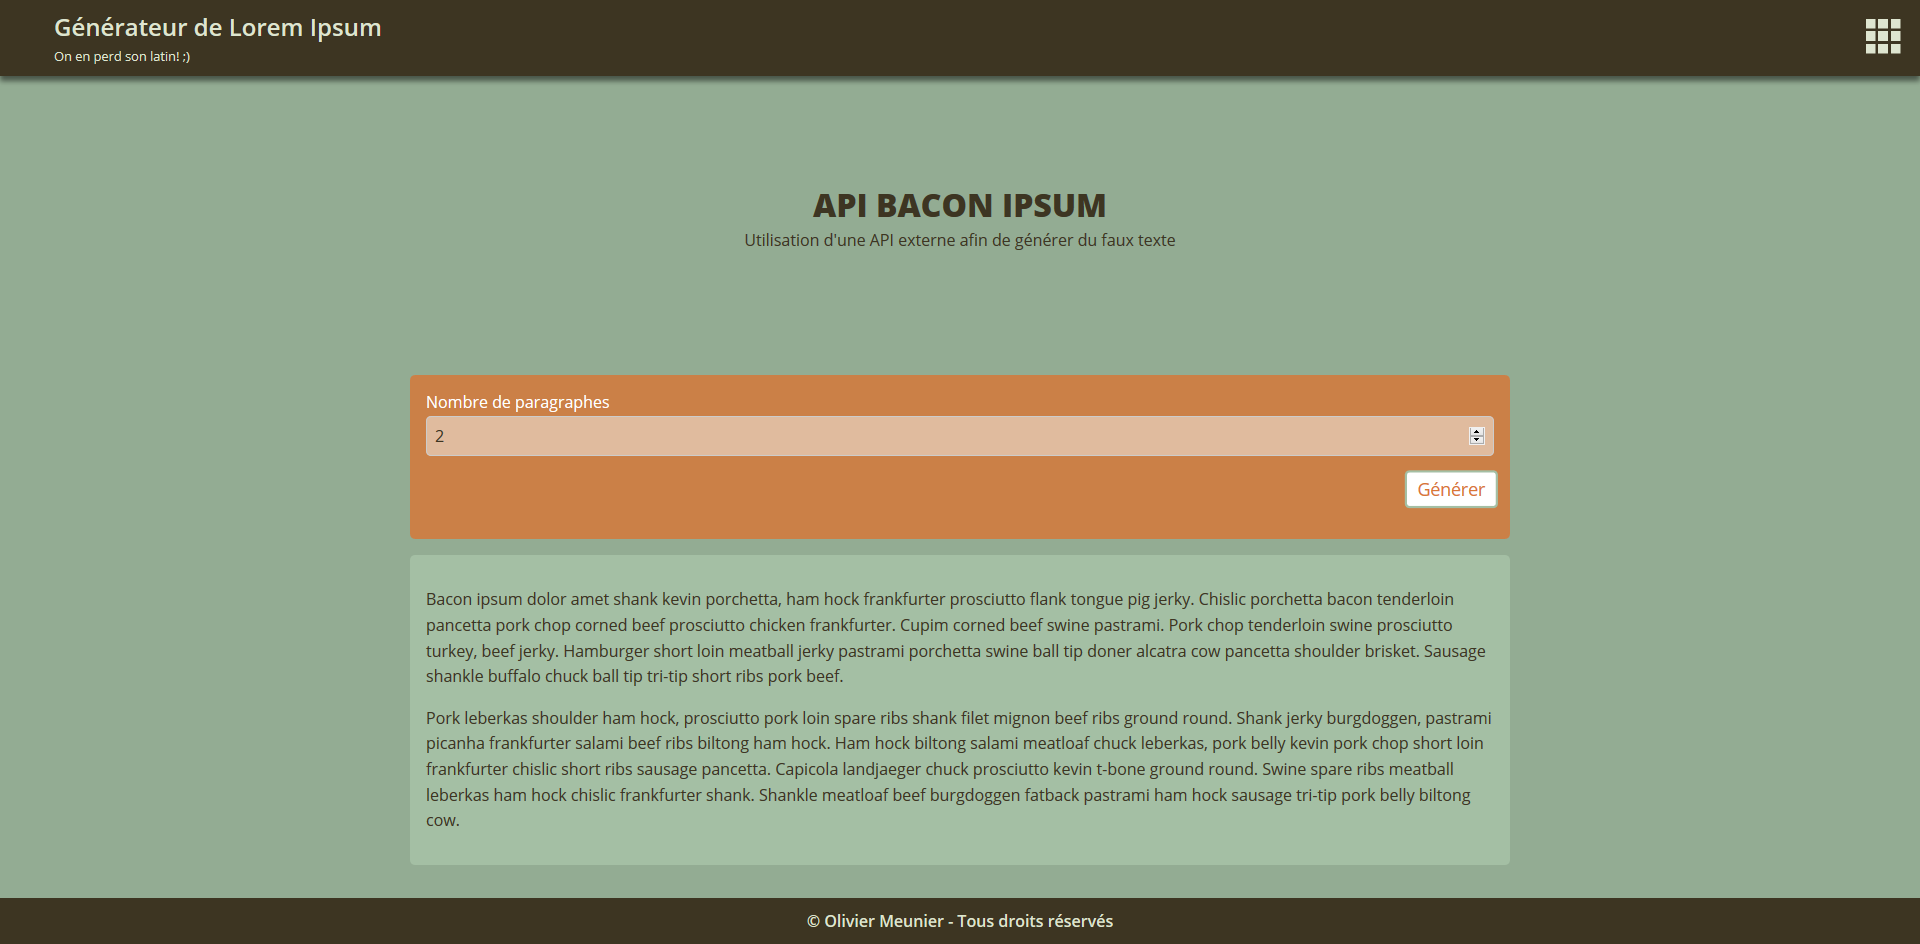 Générateur de Lorem Ipsum
On en perd son latin! ;)
API BACON IPSUM
Utilisation d'une API externe afin de générer du faux texte
Nombre de paragraphes
2
Générer
Bacon ipsum dolor amet shank kevin porchetta, ham hock frankfurter prosciutto flank tongue pig jerky. Chislic porchetta bacon tenderloin
pancetta pork chop corned beef prosciutto chicken frankfurter. Cupim corned beef swine pastrami. Pork chop tenderloin swine prosciutto
turkey, beef jerky. Hamburger short loin meatball jerky pastrami porchetta swine ball tip doner alcatra cow pancetta shoulder brisket. Sausage
shankle buffalo chuck ball tip tri-tip short ribs pork beef.
Pork leberkas shoulder ham hock, prosciutto pork loin spare ribs shank filet mignon beef ribs ground round. Shank jerky burgdoggen, pastrami
picanha frankfurter salami beef ribs biltong ham hock. Ham hock biltong salami meatloaf chuck leberkas, pork belly kevin pork chop short loin
frankfurter chislic short ribs sausage pancetta. Capicola landjaeger chuck prosciutto kevin t-bone ground round. Swine spare ribs meatball
leberkas ham hock chislic frankfurter shank. Shankle meatloaf beef burgdoggen fatback pastrami ham hock sausage tri-tip pork belly biltong
cow.
© Olivier Meunier - Tous droits réservés